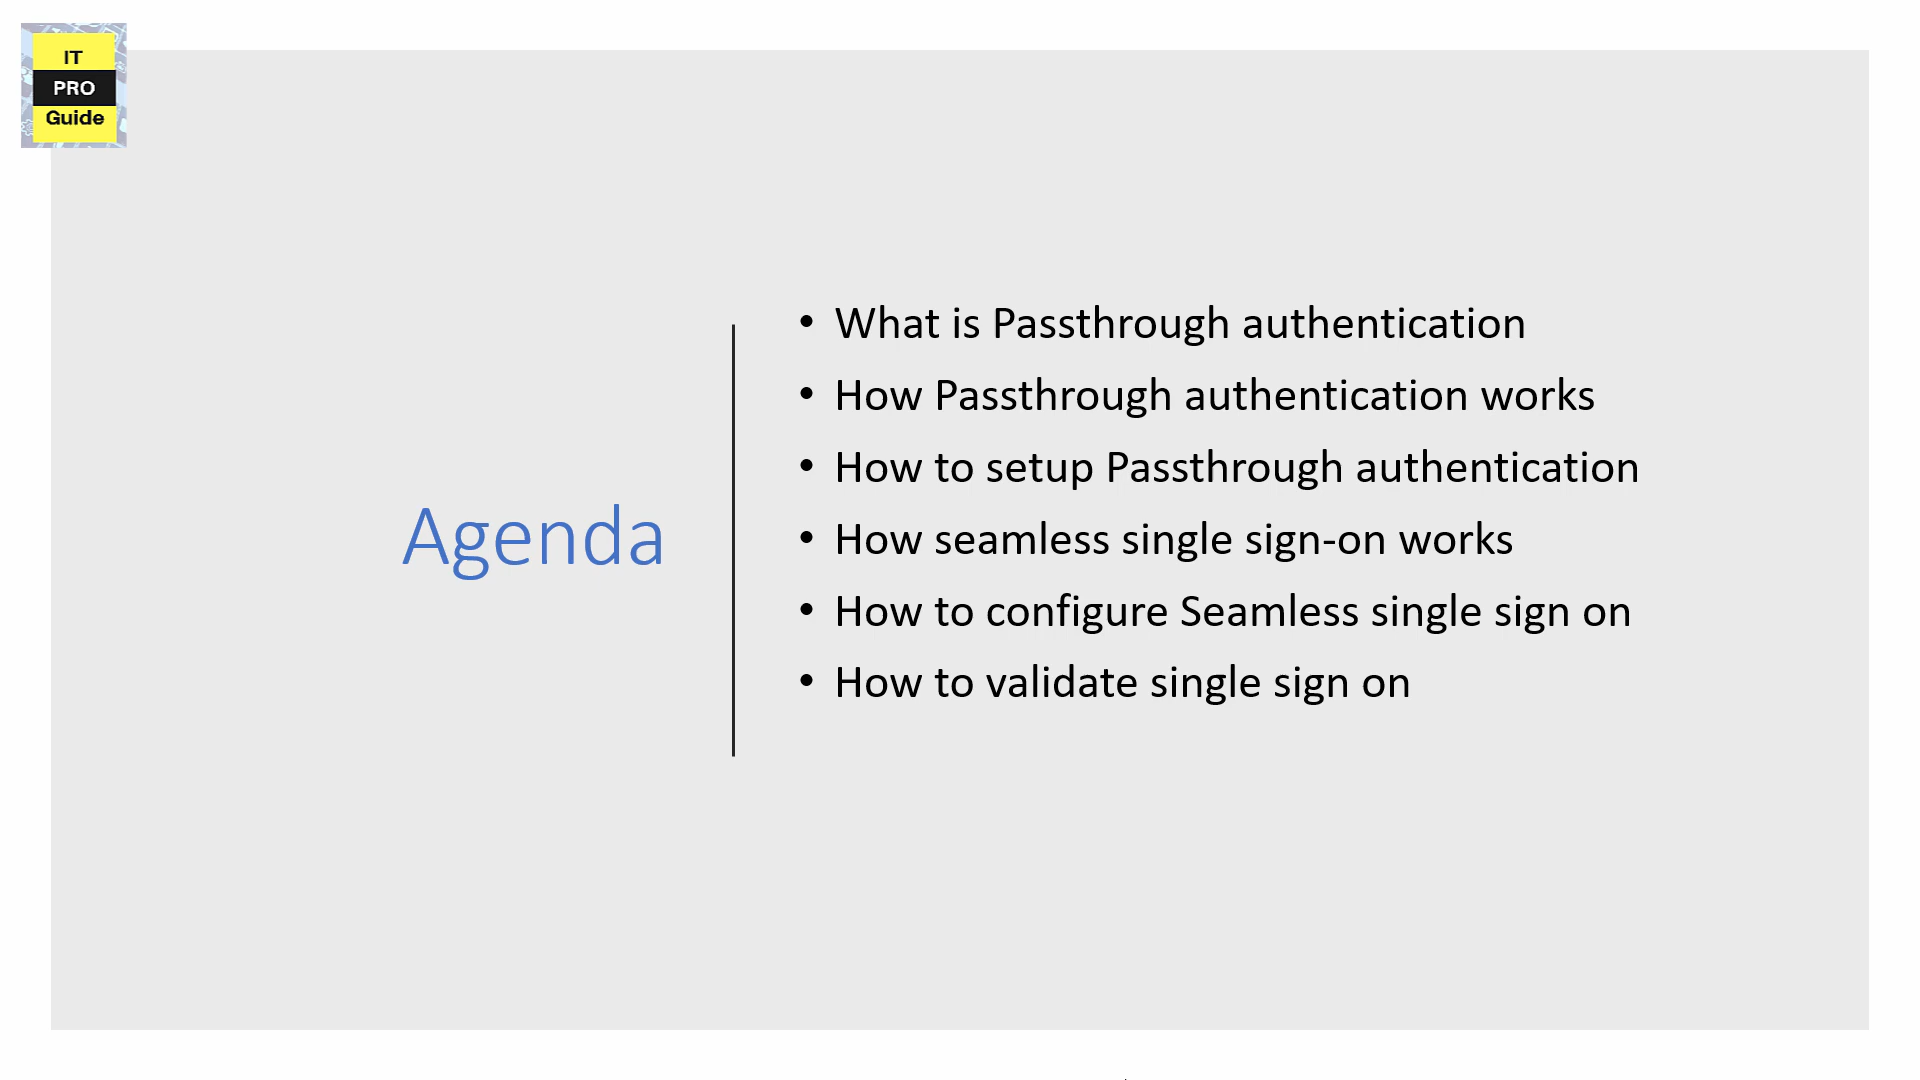 IT
PRO
Guide
Agenda
• What is Passthrough authentication
• How Passthrough authentication works
• How to setup Passthrough authentication
• How seamless single sign-on works
• How to configure Seamless single sign on
• How to validate single sign on